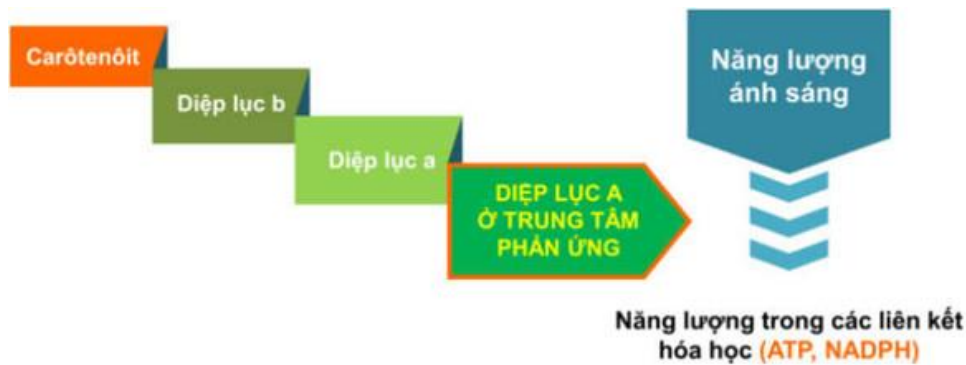 Carôtenôit
Diệp lục b
Diệp lục a
DIỆP LỤC A
Ở TRUNG TÂM
PHẢN ỨNG
Năng lượng
ánh sáng
Năng lượng trong các liên kết
hóa học (ATP, NADPH)